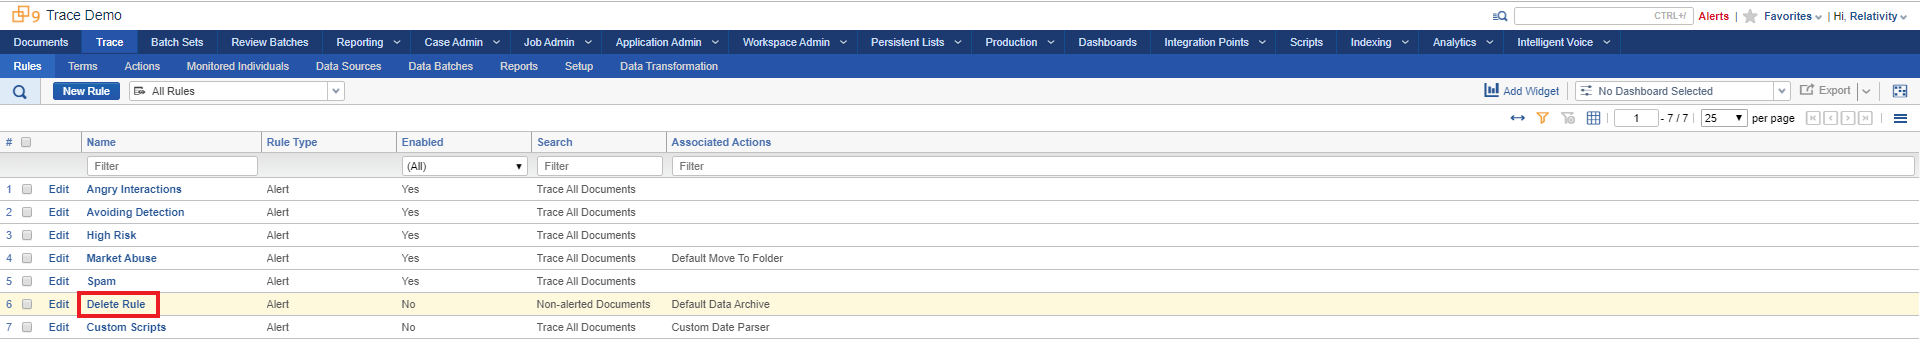 9 Trace Demo CTRL+/ Alerts | Favorites | Hi, Relativity
Documents Trace Batch Sets Review Batches Reporting Case Admin Job Admin Application Admin Workspace Admin Persistent Lists Production Dashboards Integration Points Scripts Indexing Analytics Intelligent Voice
Rules Terms Actions Monitored Individuals Data Sources Data Batches Reports Setup Data Transformation
New Rule All Rules Add Widget No Dashboard Selected Export
1 - 7 / 7 25 per page
# Name Rule Type Enabled Search Associated Actions
Filter (All) Filter Filter
1 Edit Angry Interactions Alert Yes Trace All Documents
2 Edit Avoiding Detection Alert Yes Trace All Documents
3 Edit High Risk Alert Yes Trace All Documents
4 Edit Market Abuse Alert Yes Trace All Documents Default Move To Folder
5 Edit Spam Alert Yes Trace All Documents
6 Edit Delete Rule Alert No Non-alerted Documents Default Data Archive
7 Edit Custom Scripts Alert No Trace All Documents Custom Date Parser